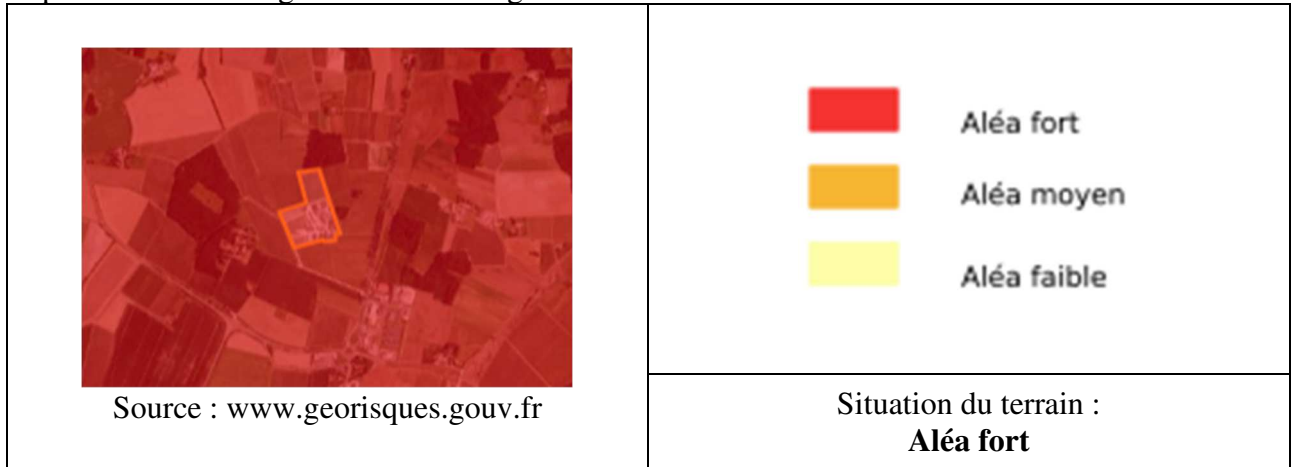 Aléa fort
Aléa moyen
Aléa faible
Source : www.georisques.gouv.fr
Situation du terrain :
Aléa fort